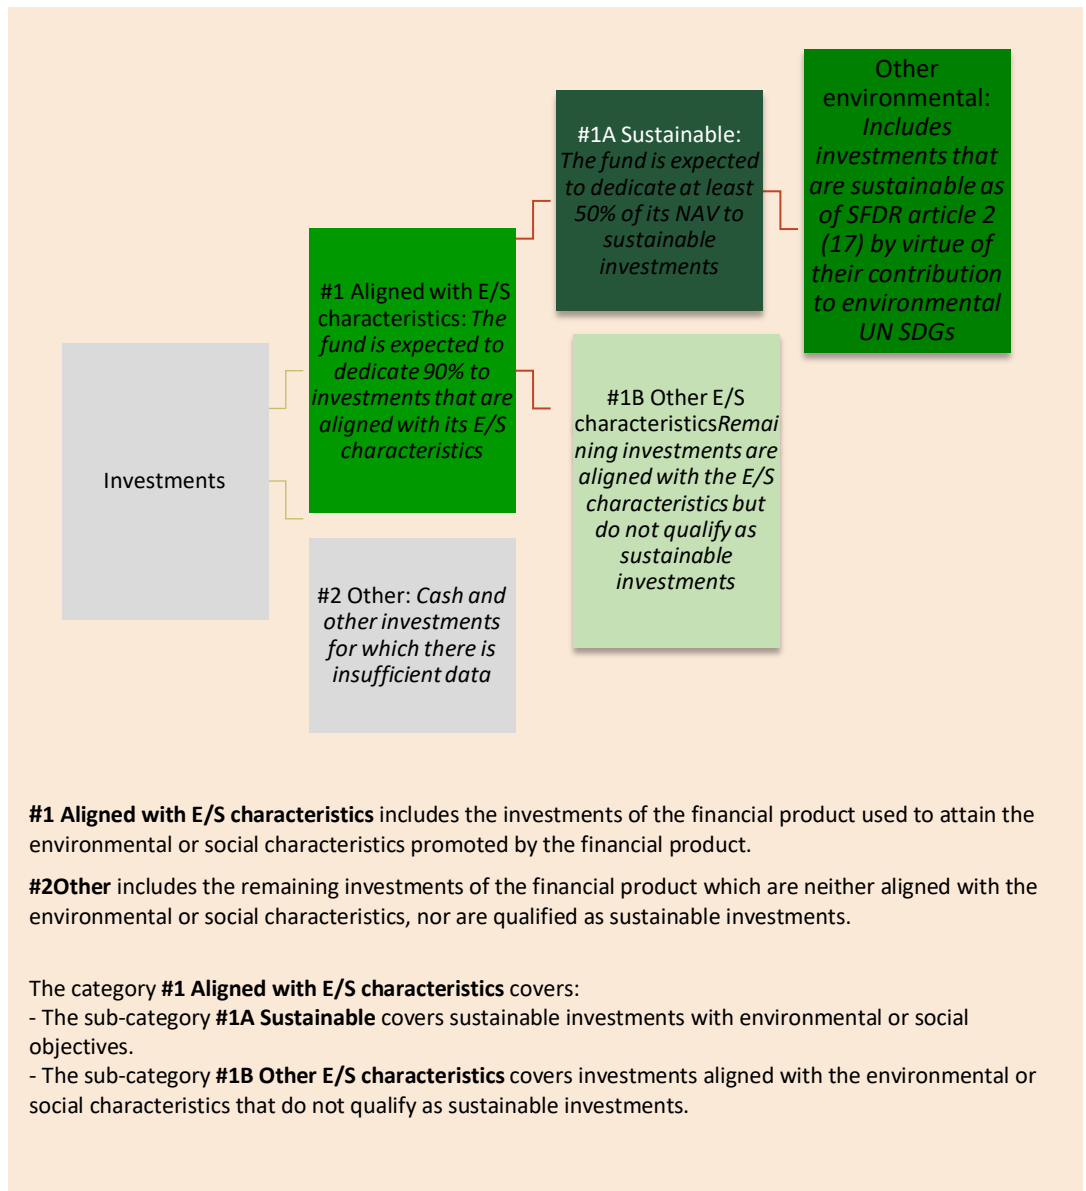 Investments
#1 Aligned with E/S
characteristics: The
fund is expected to
dedicate 90% to
investments that are
aligned with its E/S
characteristics
#2 Other: Cash and
other investments
for which there is
insufficient data
#1A Sustainable:
The fund is expected
to dedicate at least
50% of its NAV to
sustainable
investments
#1B Other E/S
characteristicsRemai
ning investments are
aligned with the E/S
characteristics but
do not qualify as
sustainable
investments
Other
environmental:
Includes
investments that
are sustainable as
of SFDR article 2
(17) by virtue of
their contribution
to environmental
UN SDGs
#1 Aligned with E/S characteristics includes the investments of the financial product used to attain the
environmental or social characteristics promoted by the financial product.
#2Other includes the remaining investments of the financial product which are neither aligned with the
environmental or social characteristics, nor are qualified as sustainable investments.
The category #1 Aligned with E/S characteristics covers:
- The sub-category #1A Sustainable covers sustainable investments with environmental or social
objectives.
- The sub-category #1B Other E/S characteristics covers investments aligned with the environmental or
social characteristics that do not qualify as sustainable investments.